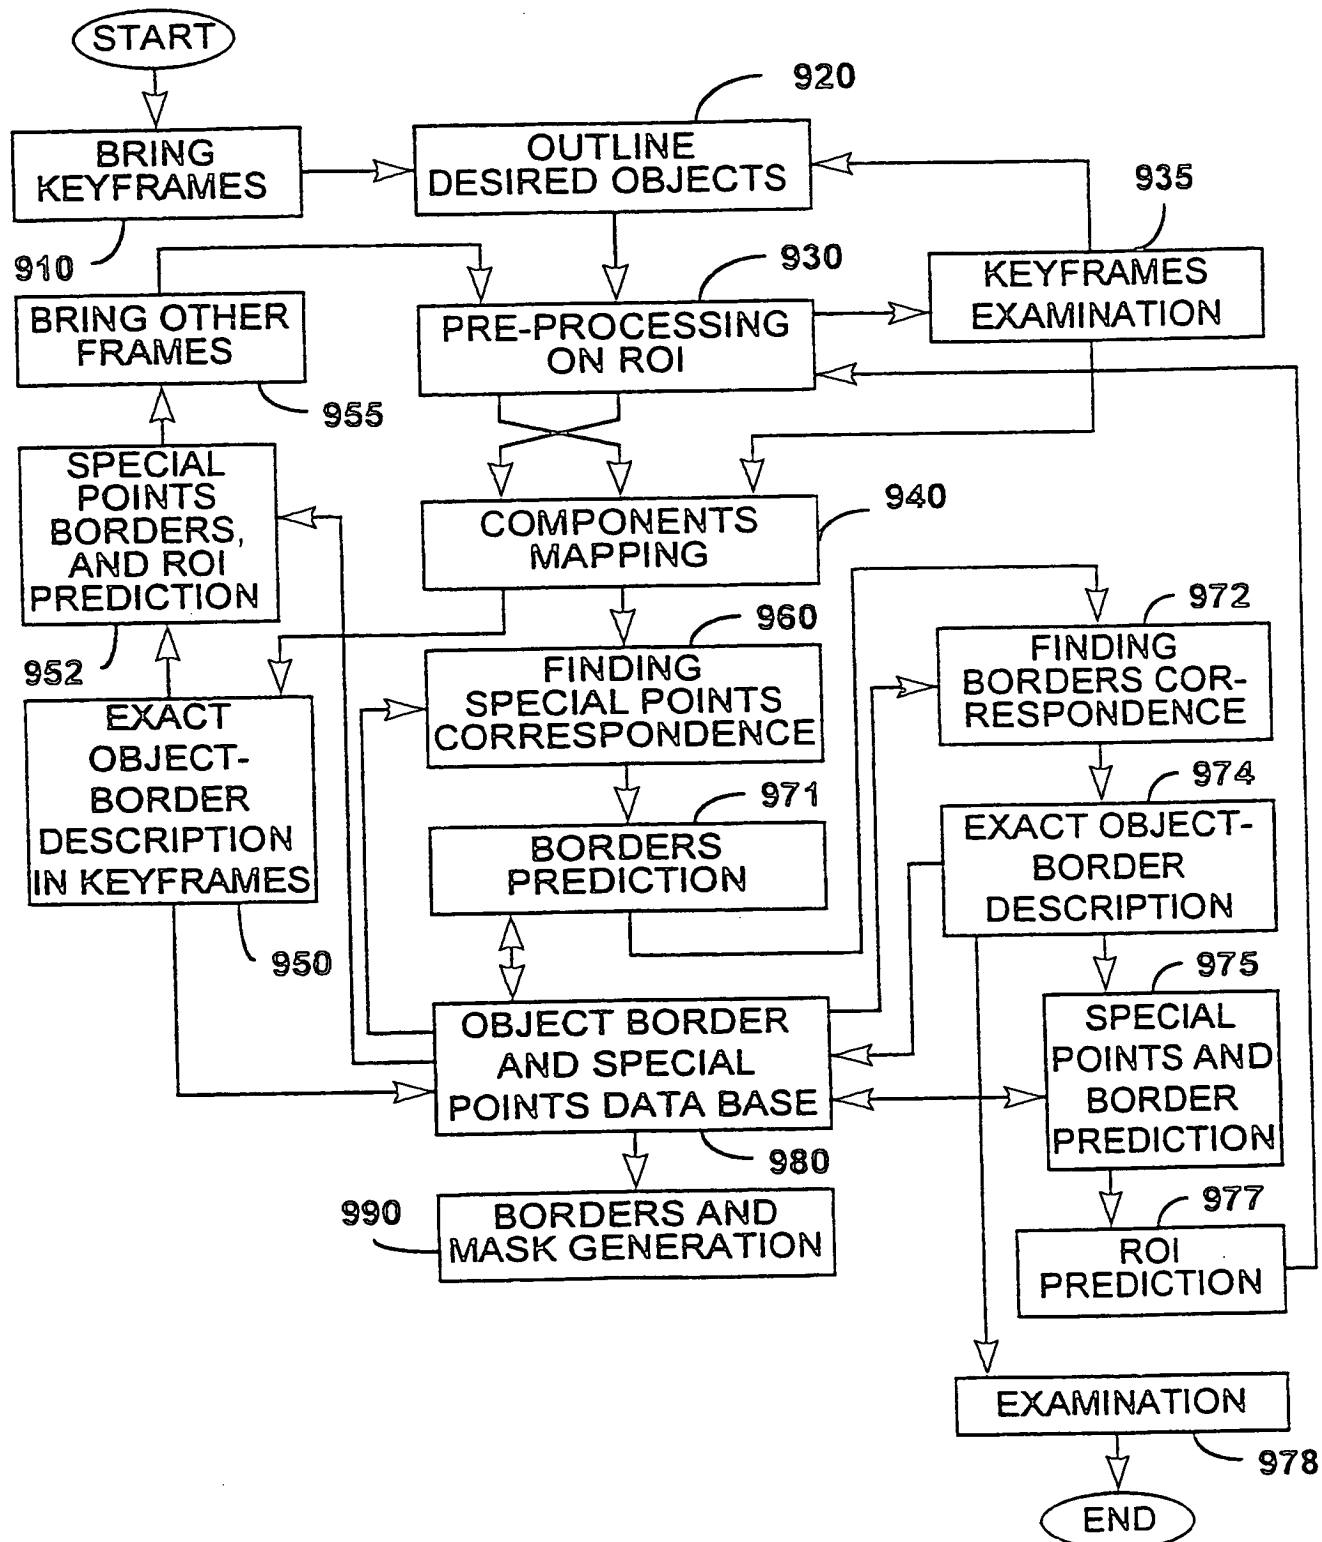 START
920
BRING
KEYFRAMES
OUTLINE
DESIRED OBJECTS
935
910
930
KEYFRAMES
EXAMINATION
BRING OTHER
FRAMES
PRE-PROCESSING
ON ROI
955
SPECIAL
POINTS
BORDERS,
AND ROI
PREDICTION
940
COMPONENTS
MAPPING
952
960
972
FINDING
SPECIAL POINTS
CORRESPONDENCE
FINDING
BORDERS COR-
RESPONDENCE
EXACT
OBJECT-
BORDER
DESCRIPTION
IN KEYFRAMES
971
974
BORDERS
PREDICTION
EXACT OBJECT-
BORDER
DESCRIPTION
950
975
OBJECT BORDER
AND SPECIAL
POINTS DATA BASE
SPECIAL
POINTS AND
BORDER
PREDICTION
980
990
BORDERS AND
MASK GENERATION
977
ROI
PREDICTION
EXAMINATION
978
END